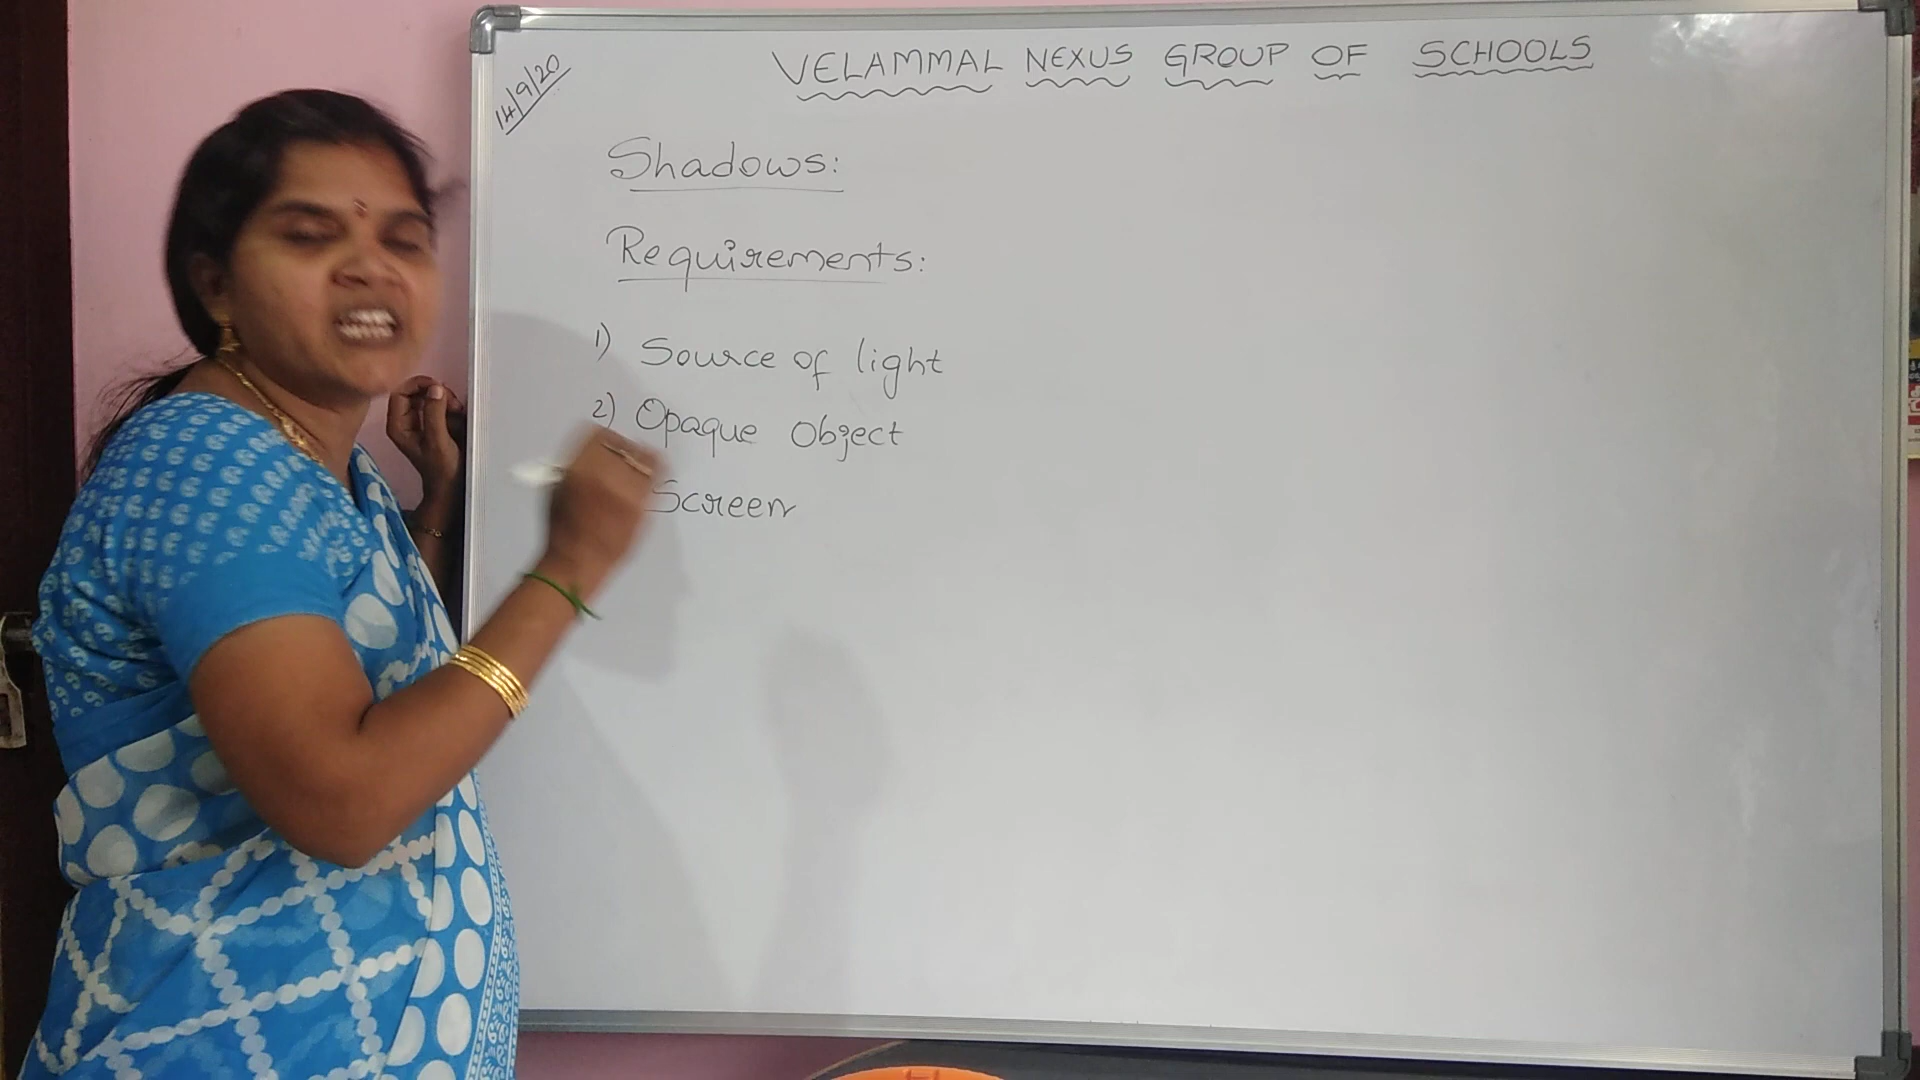 14/9/20
VELAMMAL NEXUS GROUP OF SCHOOLS
Shadows:
Requirements:
1) Source of light
2) Opaque Object
Screen